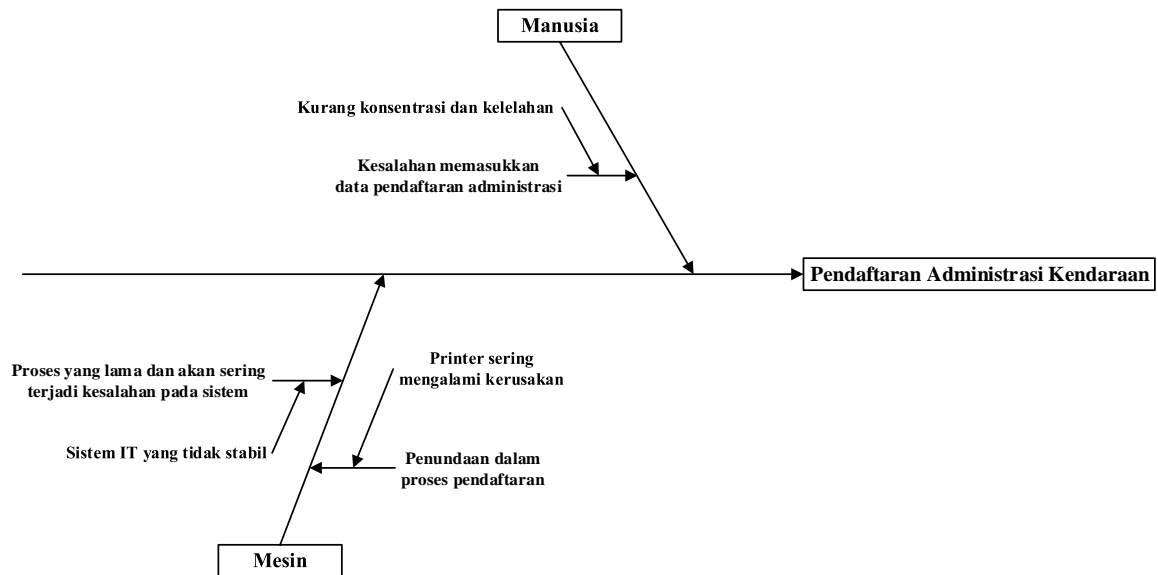 Manusia
Kurang konsentrasi dan kelelahan
Kesalahan memasukkan
data pendaftaran administrasi
Pendaftaran Administrasi Kendaraan
Proses yang lama dan akan sering
terjadi kesalahan pada sistem
Printer sering
mengalami kerusakan
Sistem IT yang tidak stabil
Penundaan dalam
proses pendaftaran
Mesin